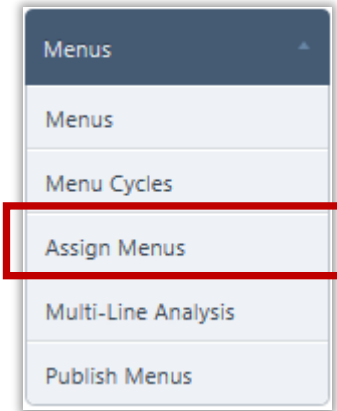 Menus
Menus
Menu Cycles
Assign Menus
Multi-Line Analysis
Publish Menus